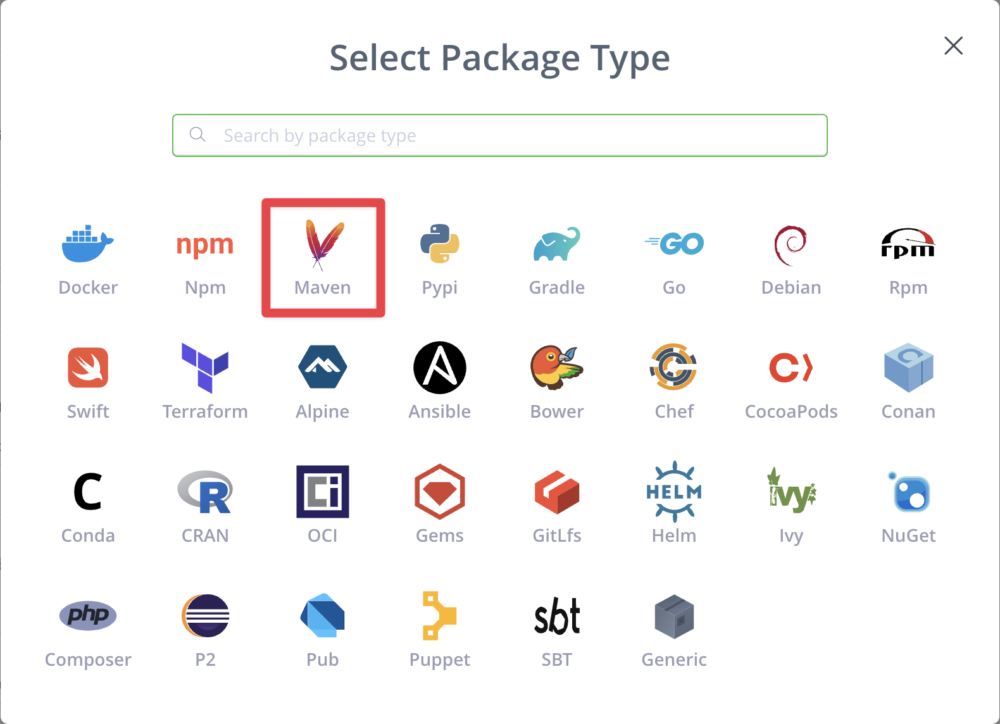 Select Package Type
Search by package type
npm
GO
rpm
Docker Npm Maven Pypi Gradle Go Debian Rpm
C
Swift Terraform Alpine Ansible Bower Chef CocoaPods Conan
C R Ci HELM ivy
Conda CRAN OCI Gems GitLfs Helm Ivy NuGet
php sbt
Composer P2 Pub Puppet SBT Generic